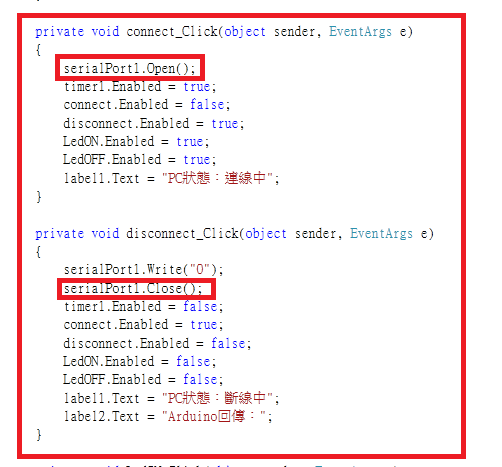 private void connect_Click(object sender, EventArgs e)
{
serialPort1.Open();
timer1.Enabled = true;
connect.Enabled = false;
disconnect.Enabled = true;
LedON.Enabled = true;
LedOFF.Enabled = true;
label1.Text = "PC狀態：連線中";
}
private void disconnect_Click(object sender, EventArgs e)
{
serialPort1.Write("0");
serialPort1.Close();
timer1.Enabled = false;
connect.Enabled = true;
disconnect.Enabled = false;
LedON.Enabled = false;
LedOFF.Enabled = false;
label1.Text = "PC狀態：斷線中";
label2.Text = "Arduino回傳：";
}